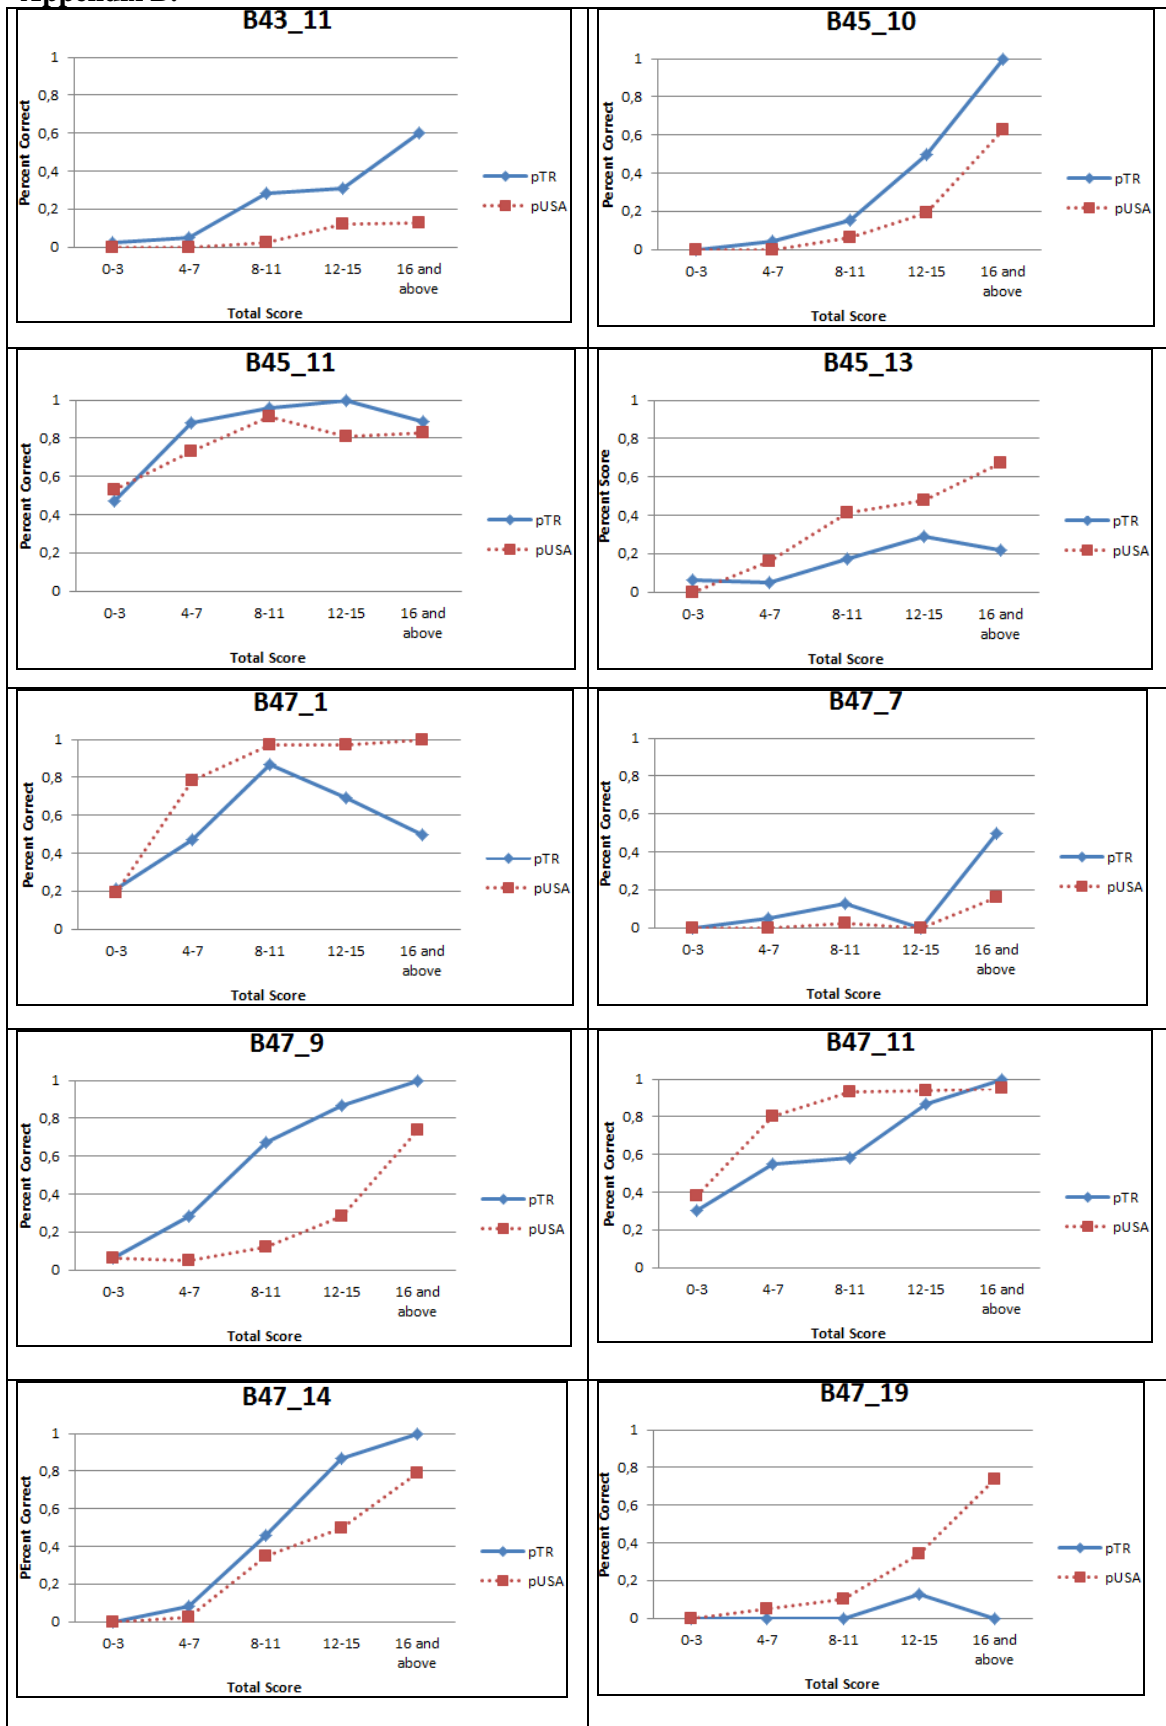 B43_11
1
0,8
0,6
0,4
0,2
0
Percent Correct
0-3 4-7 8-11 12-15 16 and
above
Total Score
pTR
pUSA
B45_10
1
0,8
0,6
0,4
0,2
0
Percent Correct
0-3 4-7 8-11 12-15 16 and
above
Total Score
pTR
pUSA
B45_11
1
0,8
0,6
0,4
0,2
0
Percent Correct
0-3 4-7 8-11 12-15 16 and
above
Total Score
pTR
pUSA
B45_13
1
0,8
0,6
0,4
0,2
0
Percent Score
0-3 4-7 8-11 12-15 16 and
above
Total Score
pTR
pUSA
B47_1
1
0,8
0,6
0,4
0,2
0
Percent Correct
0-3 4-7 8-11 12-15 16 and
above
Total Score
pTR
pUSA
B47_7
1
0,8
0,6
0,4
0,2
0
Percent Correct
0-3 4-7 8-11 12-15 16 and
above
Total Score
pTR
pUSA
B47_9
1
0,8
0,6
0,4
0,2
0
Percent Correct
0-3 4-7 8-11 12-15 16 and
above
Total Score
pTR
pUSA
B47_11
1
0,8
0,6
0,4
0,2
0
Percent Correct
0-3 4-7 8-11 12-15 16 and
above
Total Score
pTR
pUSA
B47_14
1
0,8
0,6
0,4
0,2
0
PErcent Correct
0-3 4-7 8-11 12-15 16 and
above
Total Score
pTR
pUSA
B47_19
1
0,8
0,6
0,4
0,2
0
Percent Correct
0-3 4-7 8-11 12-15 16 and
above
Total Score
pTR
pUSA